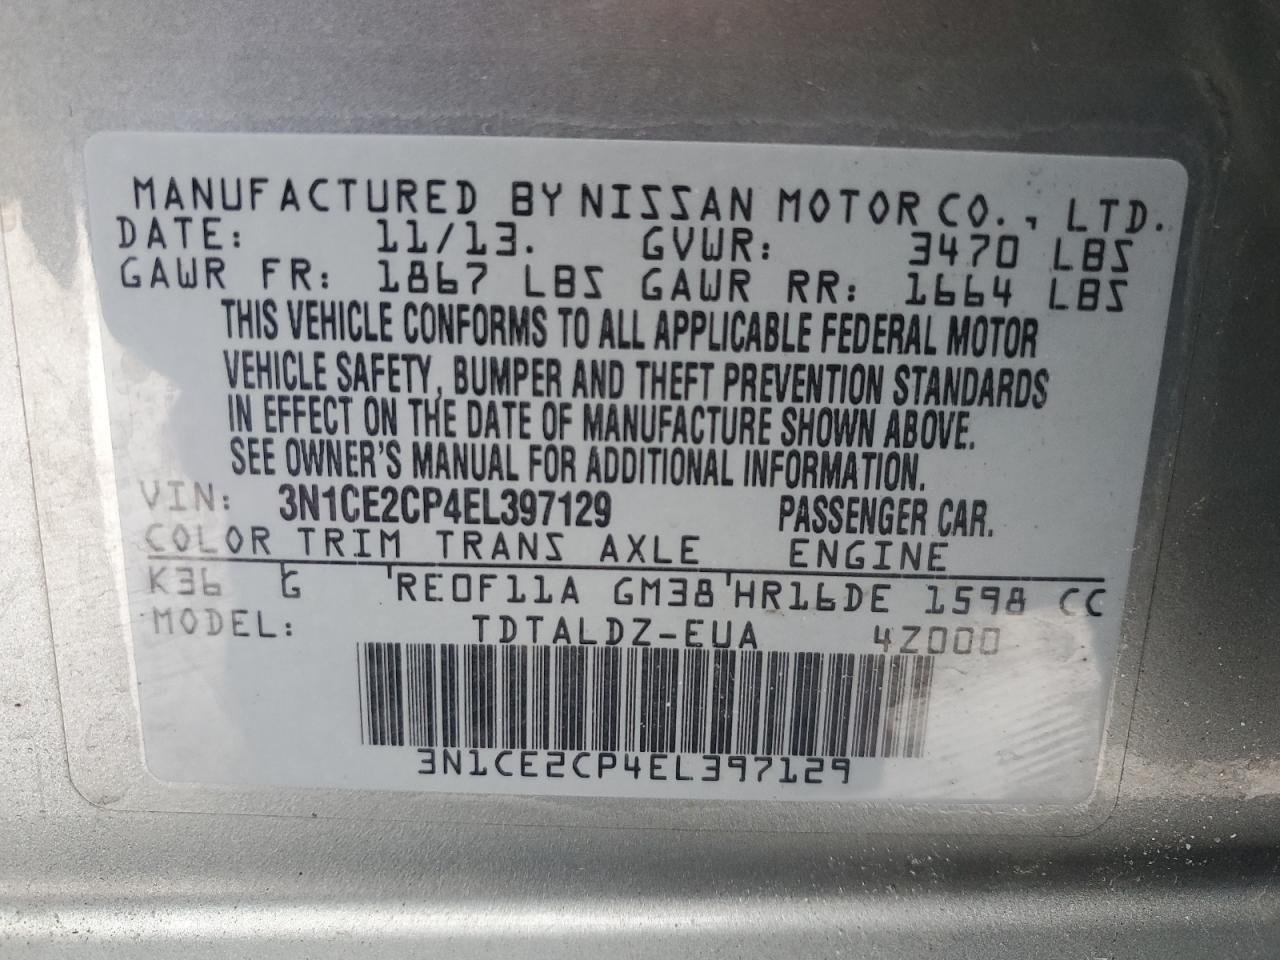 MANUFACTURED BY NISSAN MOTOR CO., LTD.
DATE: 11/13. GVWR: 3470 LBS
GAWR FR: 1867 LBS GAWR RR: 1664 LBS
THIS VEHICLE CONFORMS TO ALL APPLICABLE FEDERAL MOTOR
VEHICLE SAFETY, BUMPER AND THEFT PREVENTION STANDARDS
IN EFFECT ON THE DATE OF MANUFACTURE SHOWN ABOVE.
SEE OWNER'S MANUAL FOR ADDITIONAL INFORMATION.
VIN: 3N1CE2CP4EL397129 PASSENGER CAR.
COLOR TRIM TRANS AXLE ENGINE
K36 G RE0F11A GM38 HR16DE 1598 CC
MODEL: TDTALDZ-EUA 4Z000
3N1CE2CP4EL397129